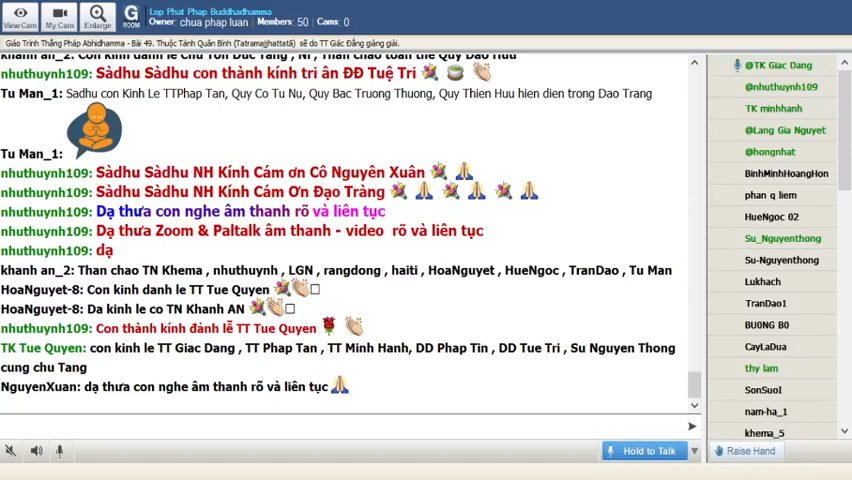 Lop Phat Phap Buddhadhamma
Owner: chua phap luan Members: 50 Cams: 0
View Cam
My Cam
Enlarge
G ROOM
Giáo Trình Thắng Pháp Abhidhamma - Bài 49. Thuộc Tánh Quân Bình (Tatramajjhattatā) sẽ do TT Giác Đẳng giảng giải.
nhuthuynh109: Sàdhu Sàdhu con thành kính tri ân ĐĐ Tuệ Tri
Tu Man_1: Sadhu con Kinh Le TTPhap Tan, Quy Co Tu Nu, Quy Bac Truong Thuong, Quy Thien Huu hien dien trong Dao Trang
Tu Man_1:
nhuthuynh109: Sàdhu Sàdhu NH Kính Cám ơn Cô Nguyên Xuân
nhuthuynh109: Sàdhu Sàdhu NH Kính Cám Ơn Đạo Tràng
nhuthuynh109: Dạ thưa con nghe âm thanh rõ và liên tục
nhuthuynh109: Dạ thưa Zoom & Paltalk âm thanh - video rõ và liên tục
nhuthuynh109: dạ
khanh an_2: Than chao TN Khema , nhuthuynh , LGN , rangdong , haiti , HoaNguyet , HueNgoc , TranDao , Tu Man
HoaNguyet-8: Con kinh danh le TT Tue Quyen
HoaNguyet-8: Da kinh le co TN Khanh AN
nhuthuynh109: Con thành kính đảnh lễ TT Tue Quyen
TK Tue Quyen: con kinh le TT Giac Dang , TT Phap Tan , TT Minh Hanh, DD Phap Tin , DD Tue Tri , Su Nguyen Thong
cung chu Tang
NguyenXuan: dạ thưa con nghe âm thanh rõ và liên tục
Hold to Talk
@TK Giac Dang
@nhuthuynh109
TK minhhanh
@Lang Gia Nguyet
@hongnhat
BinhMinhHoangHon
phan q liem
HueNgoc 02
Su_Nguyenthong
Su-Nguyenthong
Lukhach
TranDao1
BU0NG B0
CayLaDua
thy lam
SonSuoI
nam-ha_1
khema_5
Raise Hand